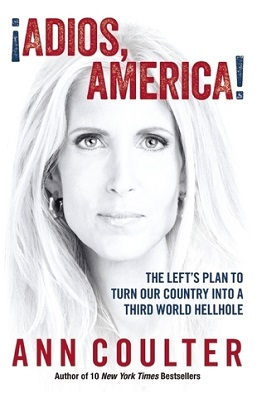 ¡ADIOS,
AMERICA!
THE LEFT'S PLAN TO
TURN OUR COUNTRY INTO A
THIRD WORLD HELLHOLE
ANN COULTER
Author of 10 New York Times Bestsellers